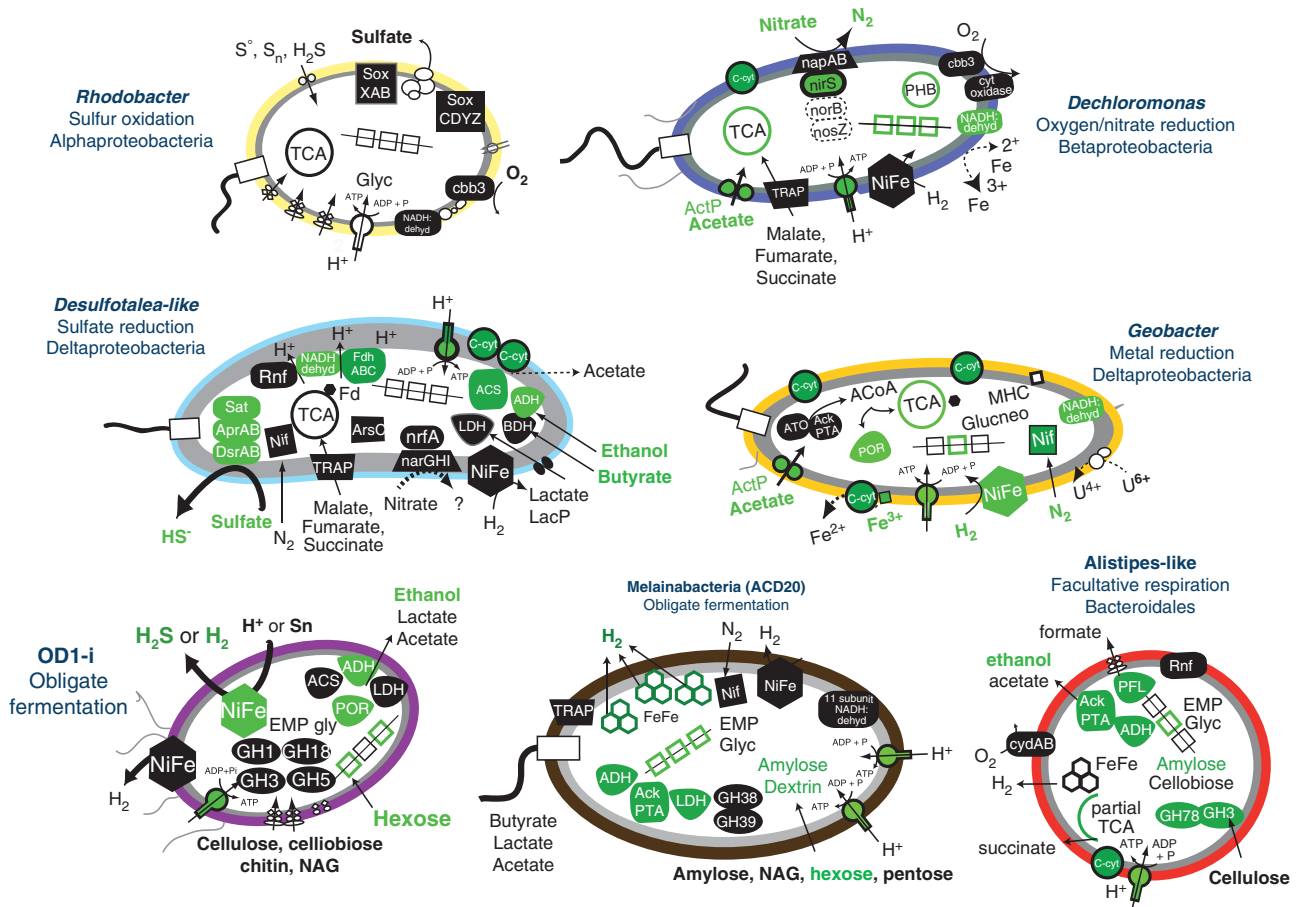 Rhodobacter
Sulfur oxidation
Alphaproteobacteria
S°, Sn, H2S
Sulfate
Sox
XAB
Sox
CDYZ
TCA
Glyc
ATP
ADP + P
cbb3
O2
NADH:
dehyd
2
H+
Dechloromonas
Oxygen/nitrate reduction
Betaproteobacteria
Nitrate
N2
O2
napAB
nirS
norB
nosZ
C-cyt
TCA
PHB
cbb3
cyt
oxidase
NADH:
dehyd
2+
Fe
3+
Fe
ADP + P
ATP
TRAP
NiFe
H2
H+
ActP
Acetate
Malate,
Fumarate,
Succinate
Desulfotalea-like
Sulfate reduction
Deltaproteobacteria
H+
H+
H+
H+
Rnf
NADH
dehyd
Fdh
ABC
Fd
TCA
ADP + P
ATP
C-cyt
C-cyt
Acetate
ACS
ADH
LDH
BDH
Ethanol
Butyrate
Sat
AprAB
DsrAB
Nif
ArsC
nrfA
narGHI
NiFe
TRAP
Lactate
LacP
H2
Nitrate
?
HS-
Sulfate
N2
Malate,
Fumarate,
Succinate
Geobacter
Metal reduction
Deltaproteobacteria
C-cyt
C-cyt
ACoA
TCA
MHC
Glucneo
NADH:
dehyd
ATO
Ack
PTA
POR
Nif
ATP
ADP + P
NiFe
ActP
Acetate
C-cyt
Fe2+
Fe3+
H2
N2
U4+
U6+
OD1-i
Obligate
fermentation
H2S or H2
H+ or Sn
Ethanol
Lactate
Acetate
ADH
ACS
LDH
POR
NiFe
EMP gly
GH1
GH18
GH3
GH5
NiFe
H2
ADP+Pi
ATP
Hexose
Cellulose, celliobiose
chitin, NAG
Melainabacteria (ACD20)
Obligate fermentation
H2
N2
H2
TRAP
FeFe
Nif
NiFe
11 subunit
NADH:
dehyd
EMP
Glyc
ADP + P
ATP
H+
ADH
Ack
PTA
LDH
GH38
GH39
Amylose
Dextrin
ADP + P
ATP
H+
Butyrate
Lactate
Acetate
Amylose, NAG, hexose, pentose
Alistipes-like
Facultative respiration
Bacteroidales
formate
Rnf
ethanol
acetate
PFL
Ack
PTA
ADH
EMP
Glyc
cydAB
O2
H2
FeFe
Amylose
Cellobiose
partial
TCA
GH78
GH3
succinate
C-cyt
ATP
ADP
+ P
H+
Cellulose